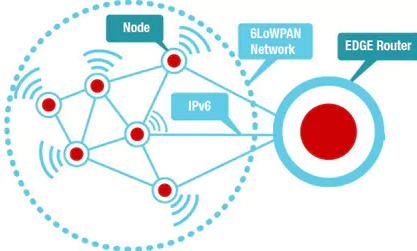 Node
6LoWPAN
Network
EDGE Router
IPv6